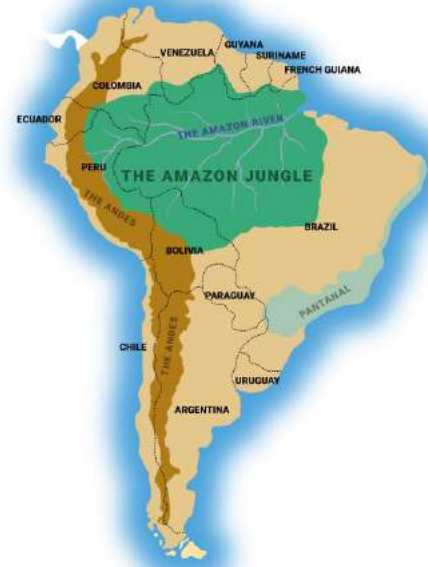 GUYANA
VENEZUELA
SURINAME
FRENCH GUIANA
COLOMBIA
ECUADOR
THE AMAZON RIVER
PERU
THE AMAZON JUNGLE
THE ANDES
BRAZIL
BOLIVIA
PARAGUAY
PANTANAL
CHILE
THE ANDES
URUGUAY
ARGENTINA